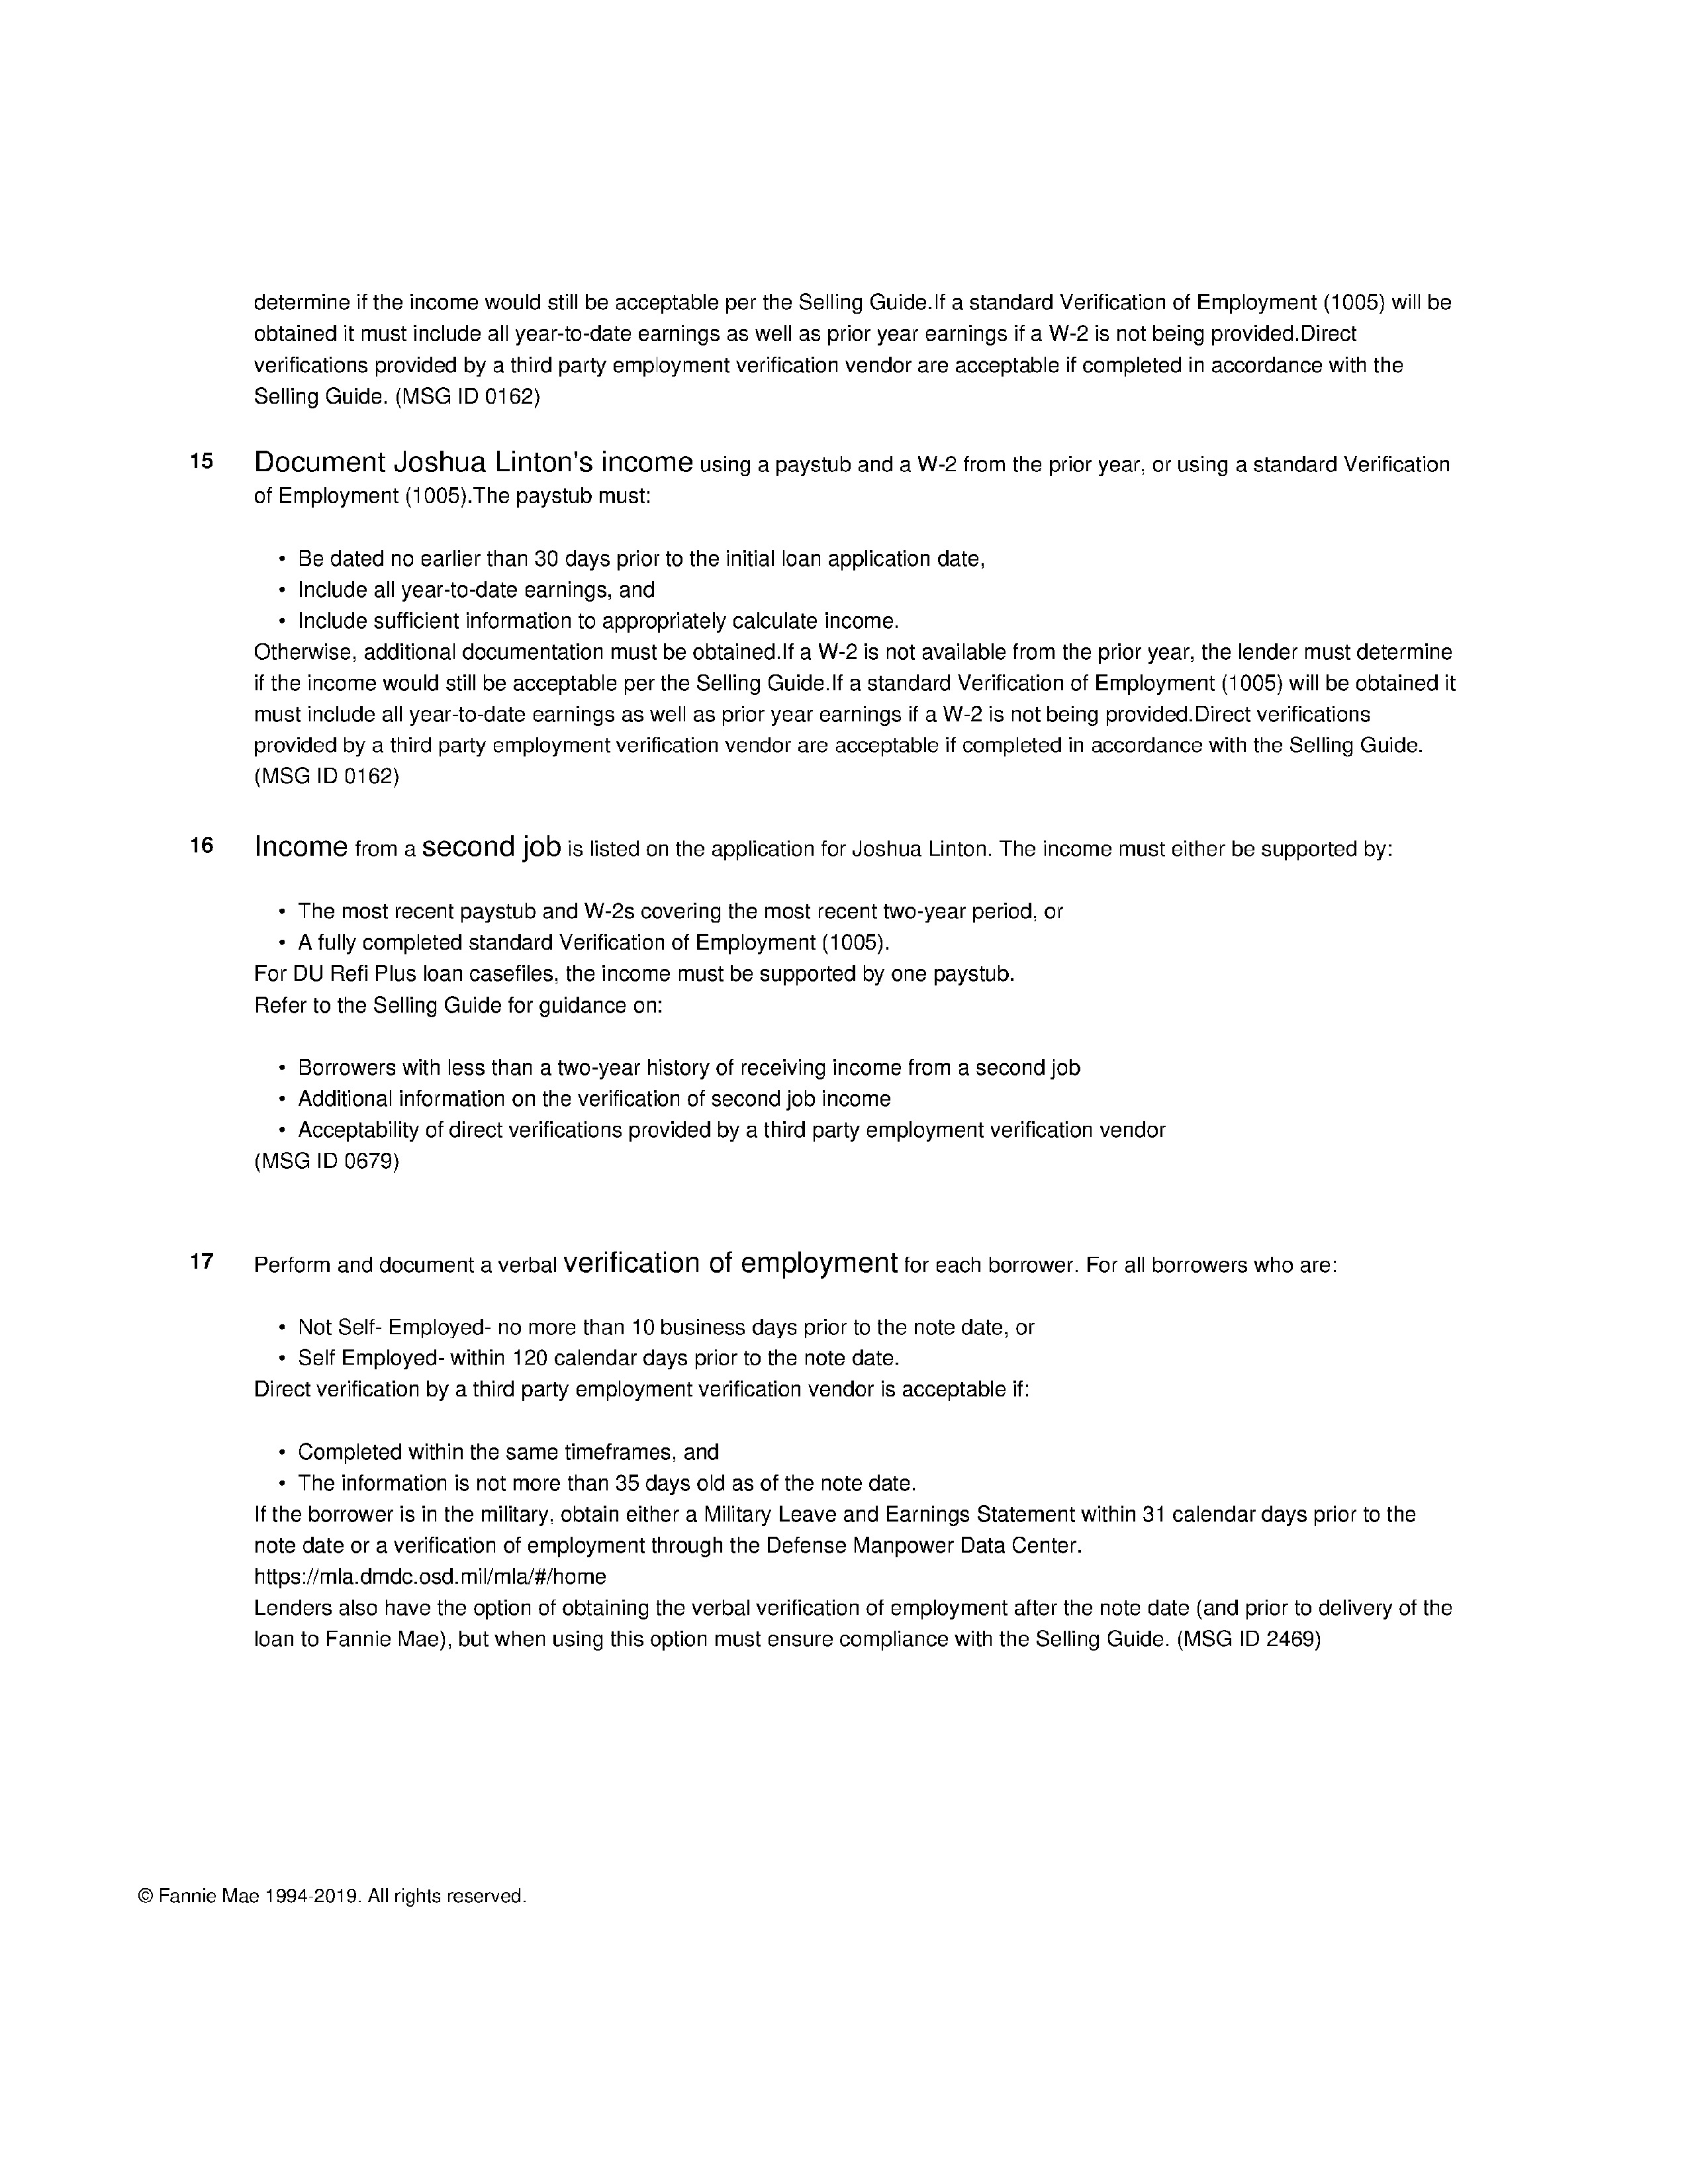 determine if the income would still be acceptable per the Selling Guide.If a standard Verification of Employment (1005) will be
obtained it must include all year-to-date earnings as well as prior year earnings if a W-2 is not being provided.Direct
verifications provided by a third party employment verification vendor are acceptable if completed in accordance with the
Selling Guide. (MSG ID 0162)
15 Document Joshua Linton's income using a paystub and a W-2 from the prior year, or using a standard Verification
of Employment (1005).The paystub must:
• Be dated no earlier than 30 days prior to the initial loan application date,
• Include all year-to-date earnings, and
• Include sufficient information to appropriately calculate income.
Otherwise, additional documentation must be obtained.If a W-2 is not available from the prior year, the lender must determine
if the income would still be acceptable per the Selling Guide.If a standard Verification of Employment (1005) will be obtained it
must include all year-to-date earnings as well as prior year earnings if a W-2 is not being provided.Direct verifications
provided by a third party employment verification vendor are acceptable if completed in accordance with the Selling Guide.
(MSG ID 0162)
16 Income from a second job is listed on the application for Joshua Linton. The income must either be supported by:
• The most recent paystub and W-2s covering the most recent two-year period, or
• A fully completed standard Verification of Employment (1005).
For DU Refi Plus loan casefiles, the income must be supported by one paystub.
Refer to the Selling Guide for guidance on:
• Borrowers with less than a two-year history of receiving income from a second job
• Additional information on the verification of second job income
• Acceptability of direct verifications provided by a third party employment verification vendor
(MSG ID 0679)
17 Perform and document a verbal verification of employment for each borrower. For all borrowers who are:
• Not Self- Employed- no more than 10 business days prior to the note date, or
• Self Employed- within 120 calendar days prior to the note date.
Direct verification by a third party employment verification vendor is acceptable if:
• Completed within the same timeframes, and
• The information is not more than 35 days old as of the note date.
If the borrower is in the military, obtain either a Military Leave and Earnings Statement within 31 calendar days prior to the
note date or a verification of employment through the Defense Manpower Data Center.
https://mla.dmdc.osd.mil/mla/#/home
Lenders also have the option of obtaining the verbal verification of employment after the note date (and prior to delivery of the
loan to Fannie Mae), but when using this option must ensure compliance with the Selling Guide. (MSG ID 2469)
© Fannie Mae 1994-2019. All rights reserved.